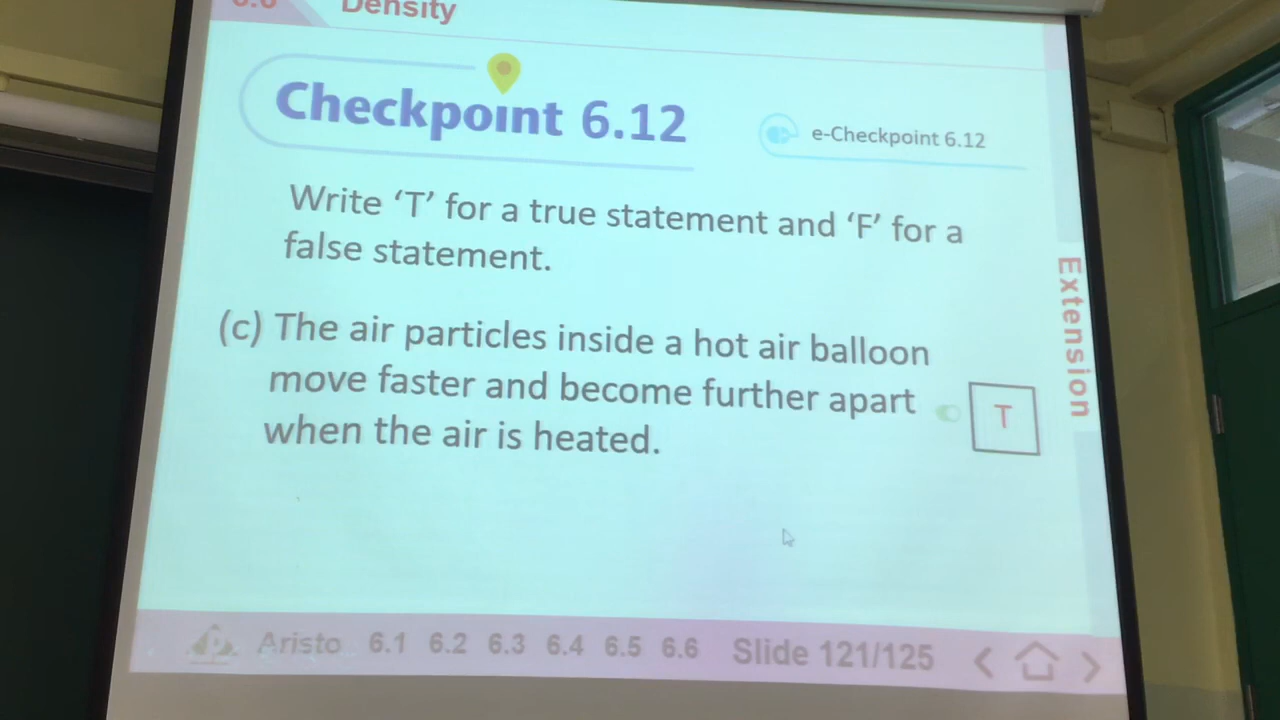 6.6 Density
Checkpoint 6.12
e-Checkpoint 6.12
Write ‘T’ for a true statement and ‘F’ for a
false statement.
(c) The air particles inside a hot air balloon
move faster and become further apart
when the air is heated.
T
Extension
Aristo 6.1 6.2 6.3 6.4 6.5 6.6 Slide 121/125